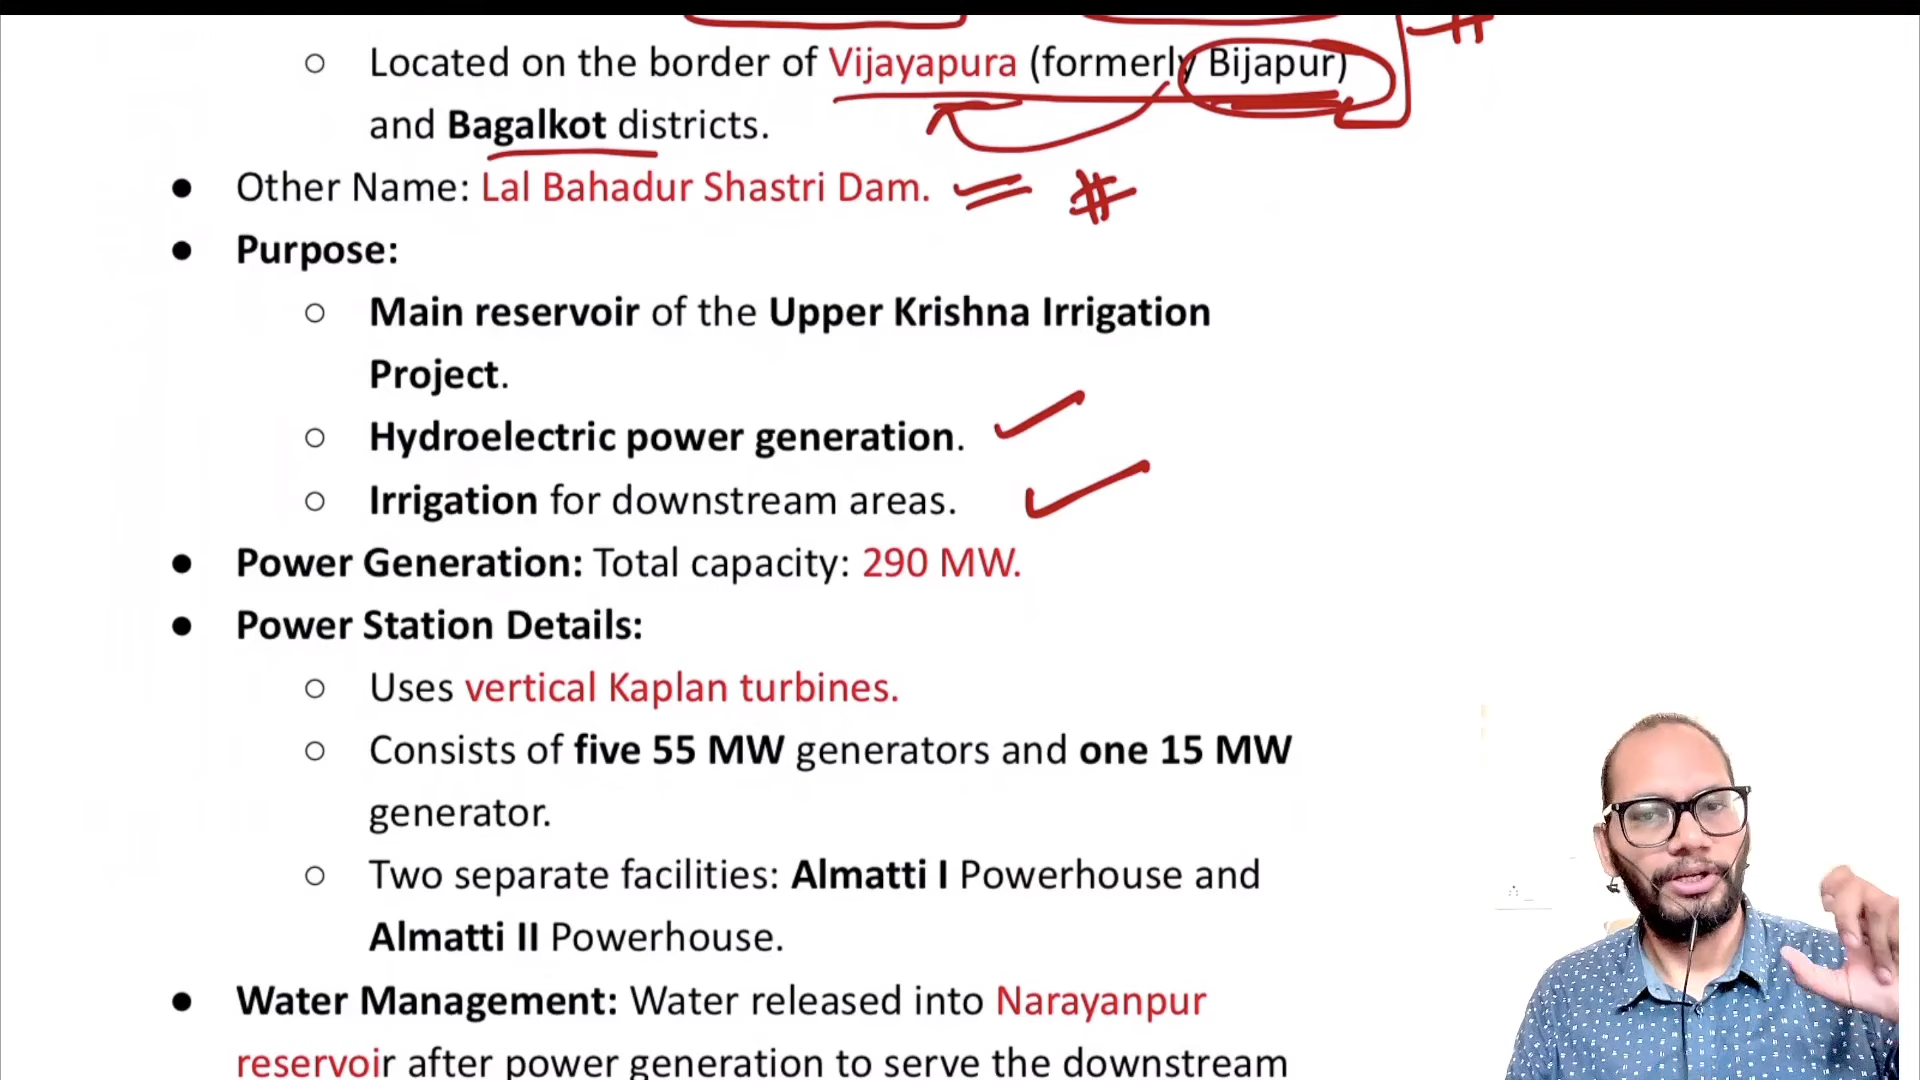 ○ Located on the border of Vijayapura (formerly Bijapur)
and Bagalkot districts.
● Other Name: Lal Bahadur Shastri Dam.
● Purpose:
○ Main reservoir of the Upper Krishna Irrigation
Project.
○ Hydroelectric power generation.
○ Irrigation for downstream areas.
● Power Generation: Total capacity: 290 MW.
● Power Station Details:
○ Uses vertical Kaplan turbines.
○ Consists of five 55 MW generators and one 15 MW
generator.
○ Two separate facilities: Almatti I Powerhouse and
Almatti II Powerhouse.
● Water Management: Water released into Narayanpur
reservoir after power generation to serve the downstream